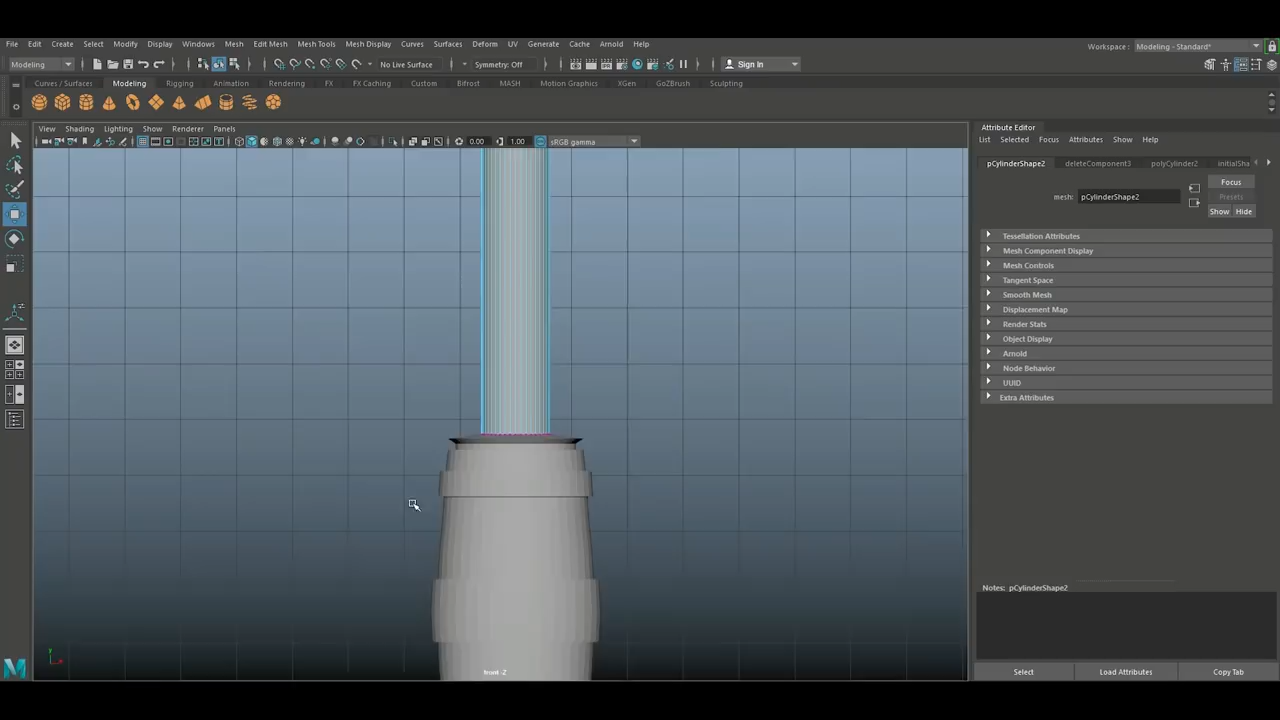 File Edit Create Select Modify Display Windows Mesh Edit Mesh Mesh Tools Mesh Display Curves Surfaces Deform UV Generate Cache Arnold Help
Workspace : Modeling - Standard*
Modeling No Live Surface Symmetry: Off Sign In
Curves / Surfaces Modeling Rigging Animation Rendering FX FX Caching Custom Bifrost MASH Motion Graphics XGen GoZBrush Sculpting
View Shading Lighting Show Renderer Panels
0.00 1.00 sRGB gamma
Attribute Editor
List Selected Focus Attributes Show Help
pCylinderShape2 deleteComponent3 polyCylinder2 initialSha
Focus
mesh: pCylinderShape2
Presets
Show Hide
Tessellation Attributes
Mesh Component Display
Mesh Controls
Tangent Space
Smooth Mesh
Displacement Map
Render Stats
Object Display
Arnold
Node Behavior
UUID
Extra Attributes
Notes: pCylinderShape2
front -Z
Select Load Attributes Copy Tab